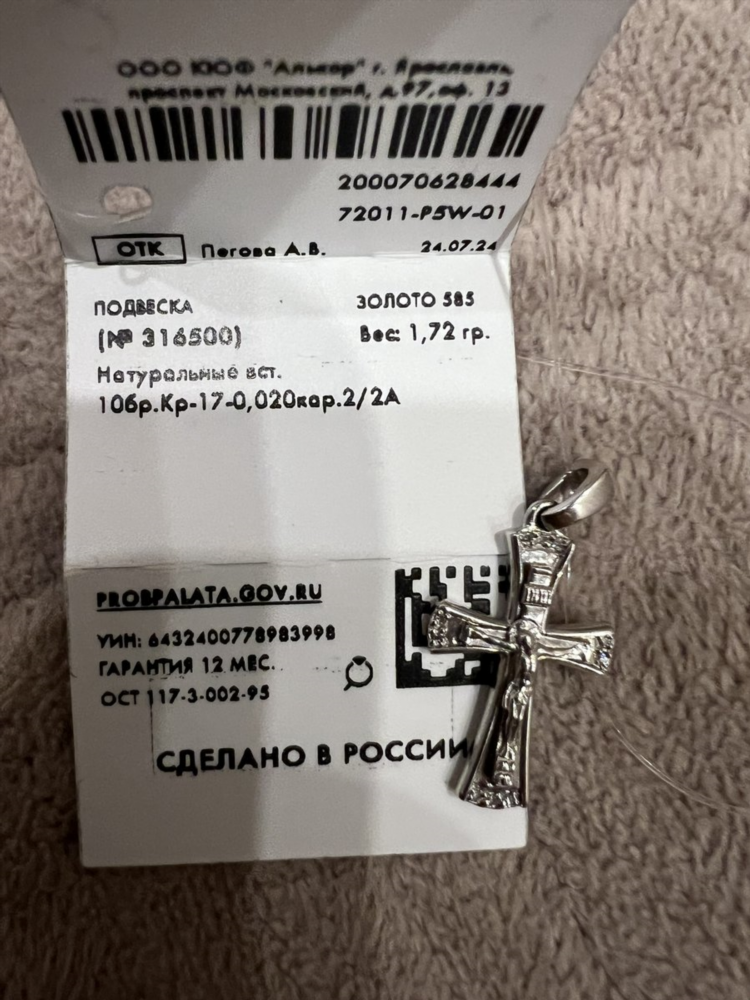 ООО КЮФ "Алькор" г. Ярославль,
проспект Московский, д.97,оф. 13
200070628444
72011-P5W-01
ОТК Пегова А.В. 24.07.24
ПОДВЕСКА ЗОЛОТО 585
(№ 316500) Вес: 1,72 гр.
Натуральные вст.
10бр.Кр-17-0,020кар.2/2А
PROBPALATA.GOV.RU
УИН: 6432400778983998
ГАРАНТИЯ 12 МЕС.
ОСТ 117-3-002-95
СДЕЛАНО В РОССИИ